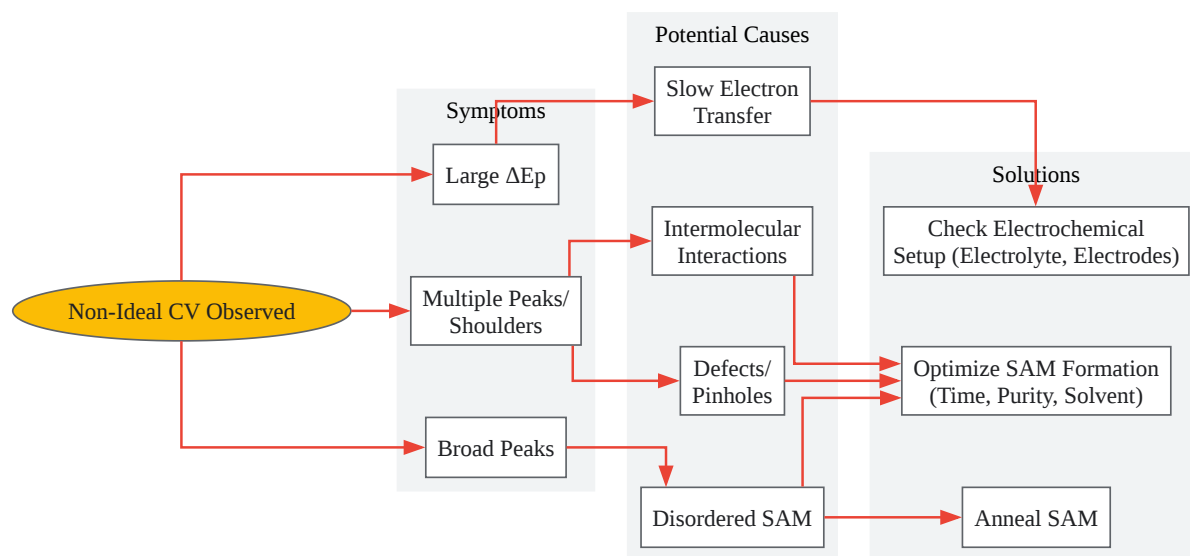 Non-Ideal CV Observed
Symptoms
Large ΔEp
Multiple Peaks/
Shoulders
Broad Peaks
Potential Causes
Slow Electron
Transfer
Intermolecular
Interactions
Defects/
Pinholes
Disordered SAM
Solutions
Check Electrochemical
Setup (Electrolyte, Electrodes)
Optimize SAM Formation
(Time, Purity, Solvent)
Anneal SAM